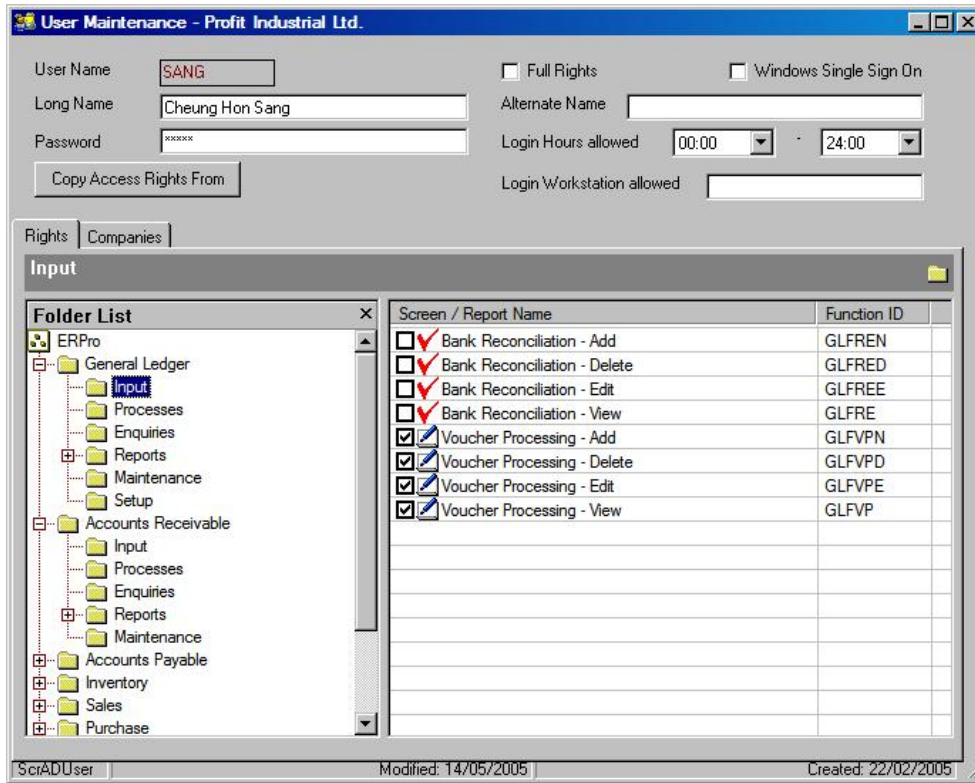 User Maintenance - Profit Industrial Ltd.
User Name SANG Full Rights Windows Single Sign On
Long Name Cheung Hon Sang Alternate Name
Password ××××× Login Hours allowed 00:00 - 24:00
Copy Access Rights From Login Workstation allowed
Rights Companies
Input
Folder List
ERPro
General Ledger
Input
Processes
Enquiries
Reports
Maintenance
Setup
Accounts Receivable
Input
Processes
Enquiries
Reports
Maintenance
Accounts Payable
Inventory
Sales
Purchase
Screen / Report Name Function ID
Bank Reconciliation - Add GLFREN
Bank Reconciliation - Delete GLFRED
Bank Reconciliation - Edit GLFREE
Bank Reconciliation - View GLFRE
Voucher Processing - Add GLFVPN
Voucher Processing - Delete GLFVPD
Voucher Processing - Edit GLFVPE
Voucher Processing - View GLFVP
ScrADUser Modified: 14/05/2005 Created: 22/02/2005